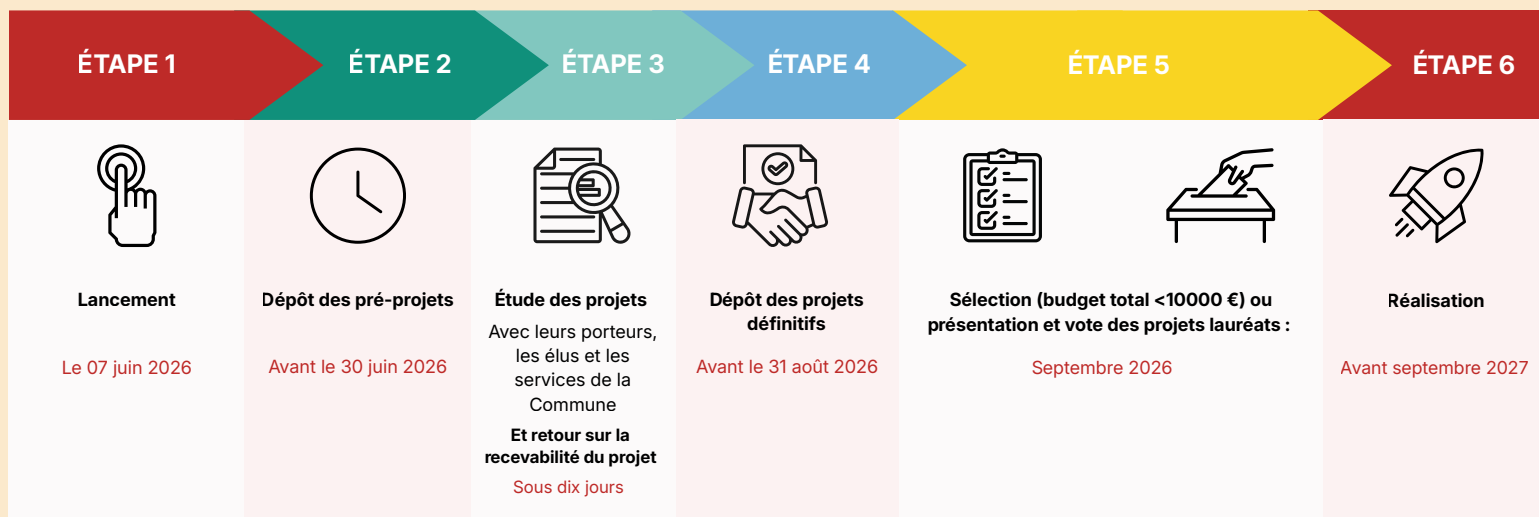 ÉTAPE 1
ÉTAPE 2
ÉTAPE 3
ÉTAPE 4
ÉTAPE 5
ÉTAPE 6
Lancement
Le 07 juin 2026
Dépôt des pré-projets
Avant le 30 juin 2026
Étude des projets
Avec leurs porteurs,
les élus et les
services de la
Commune
Et retour sur la
recevabilité du projet
Sous dix jours
Dépôt des projets
définitifs
Avant le 31 août 2026
Sélection (budget total <10000 €) ou
présentation et vote des projets lauréats :
Septembre 2026
Réalisation
Avant septembre 2027